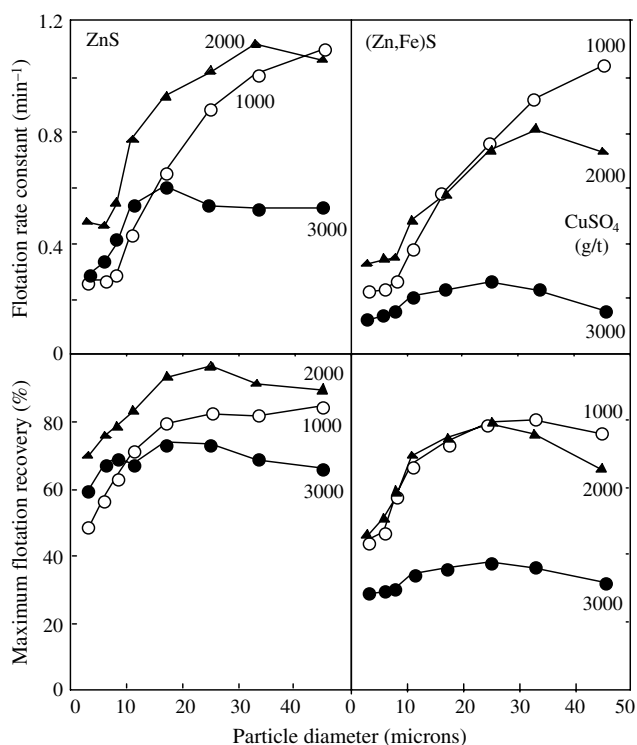 1.2
ZnS
2000
1000
3000
(Zn,Fe)S
1000
2000
CuSO4
(g/t)
3000
0.8
0.4
0
Flotation rate constant (min–1)
2000
1000
3000
1000
2000
3000
80
60
40
20
0
Maximum flotation recovery (%)
0 10 20 30 40 0 10 20 30 40 50
Particle diameter (microns)